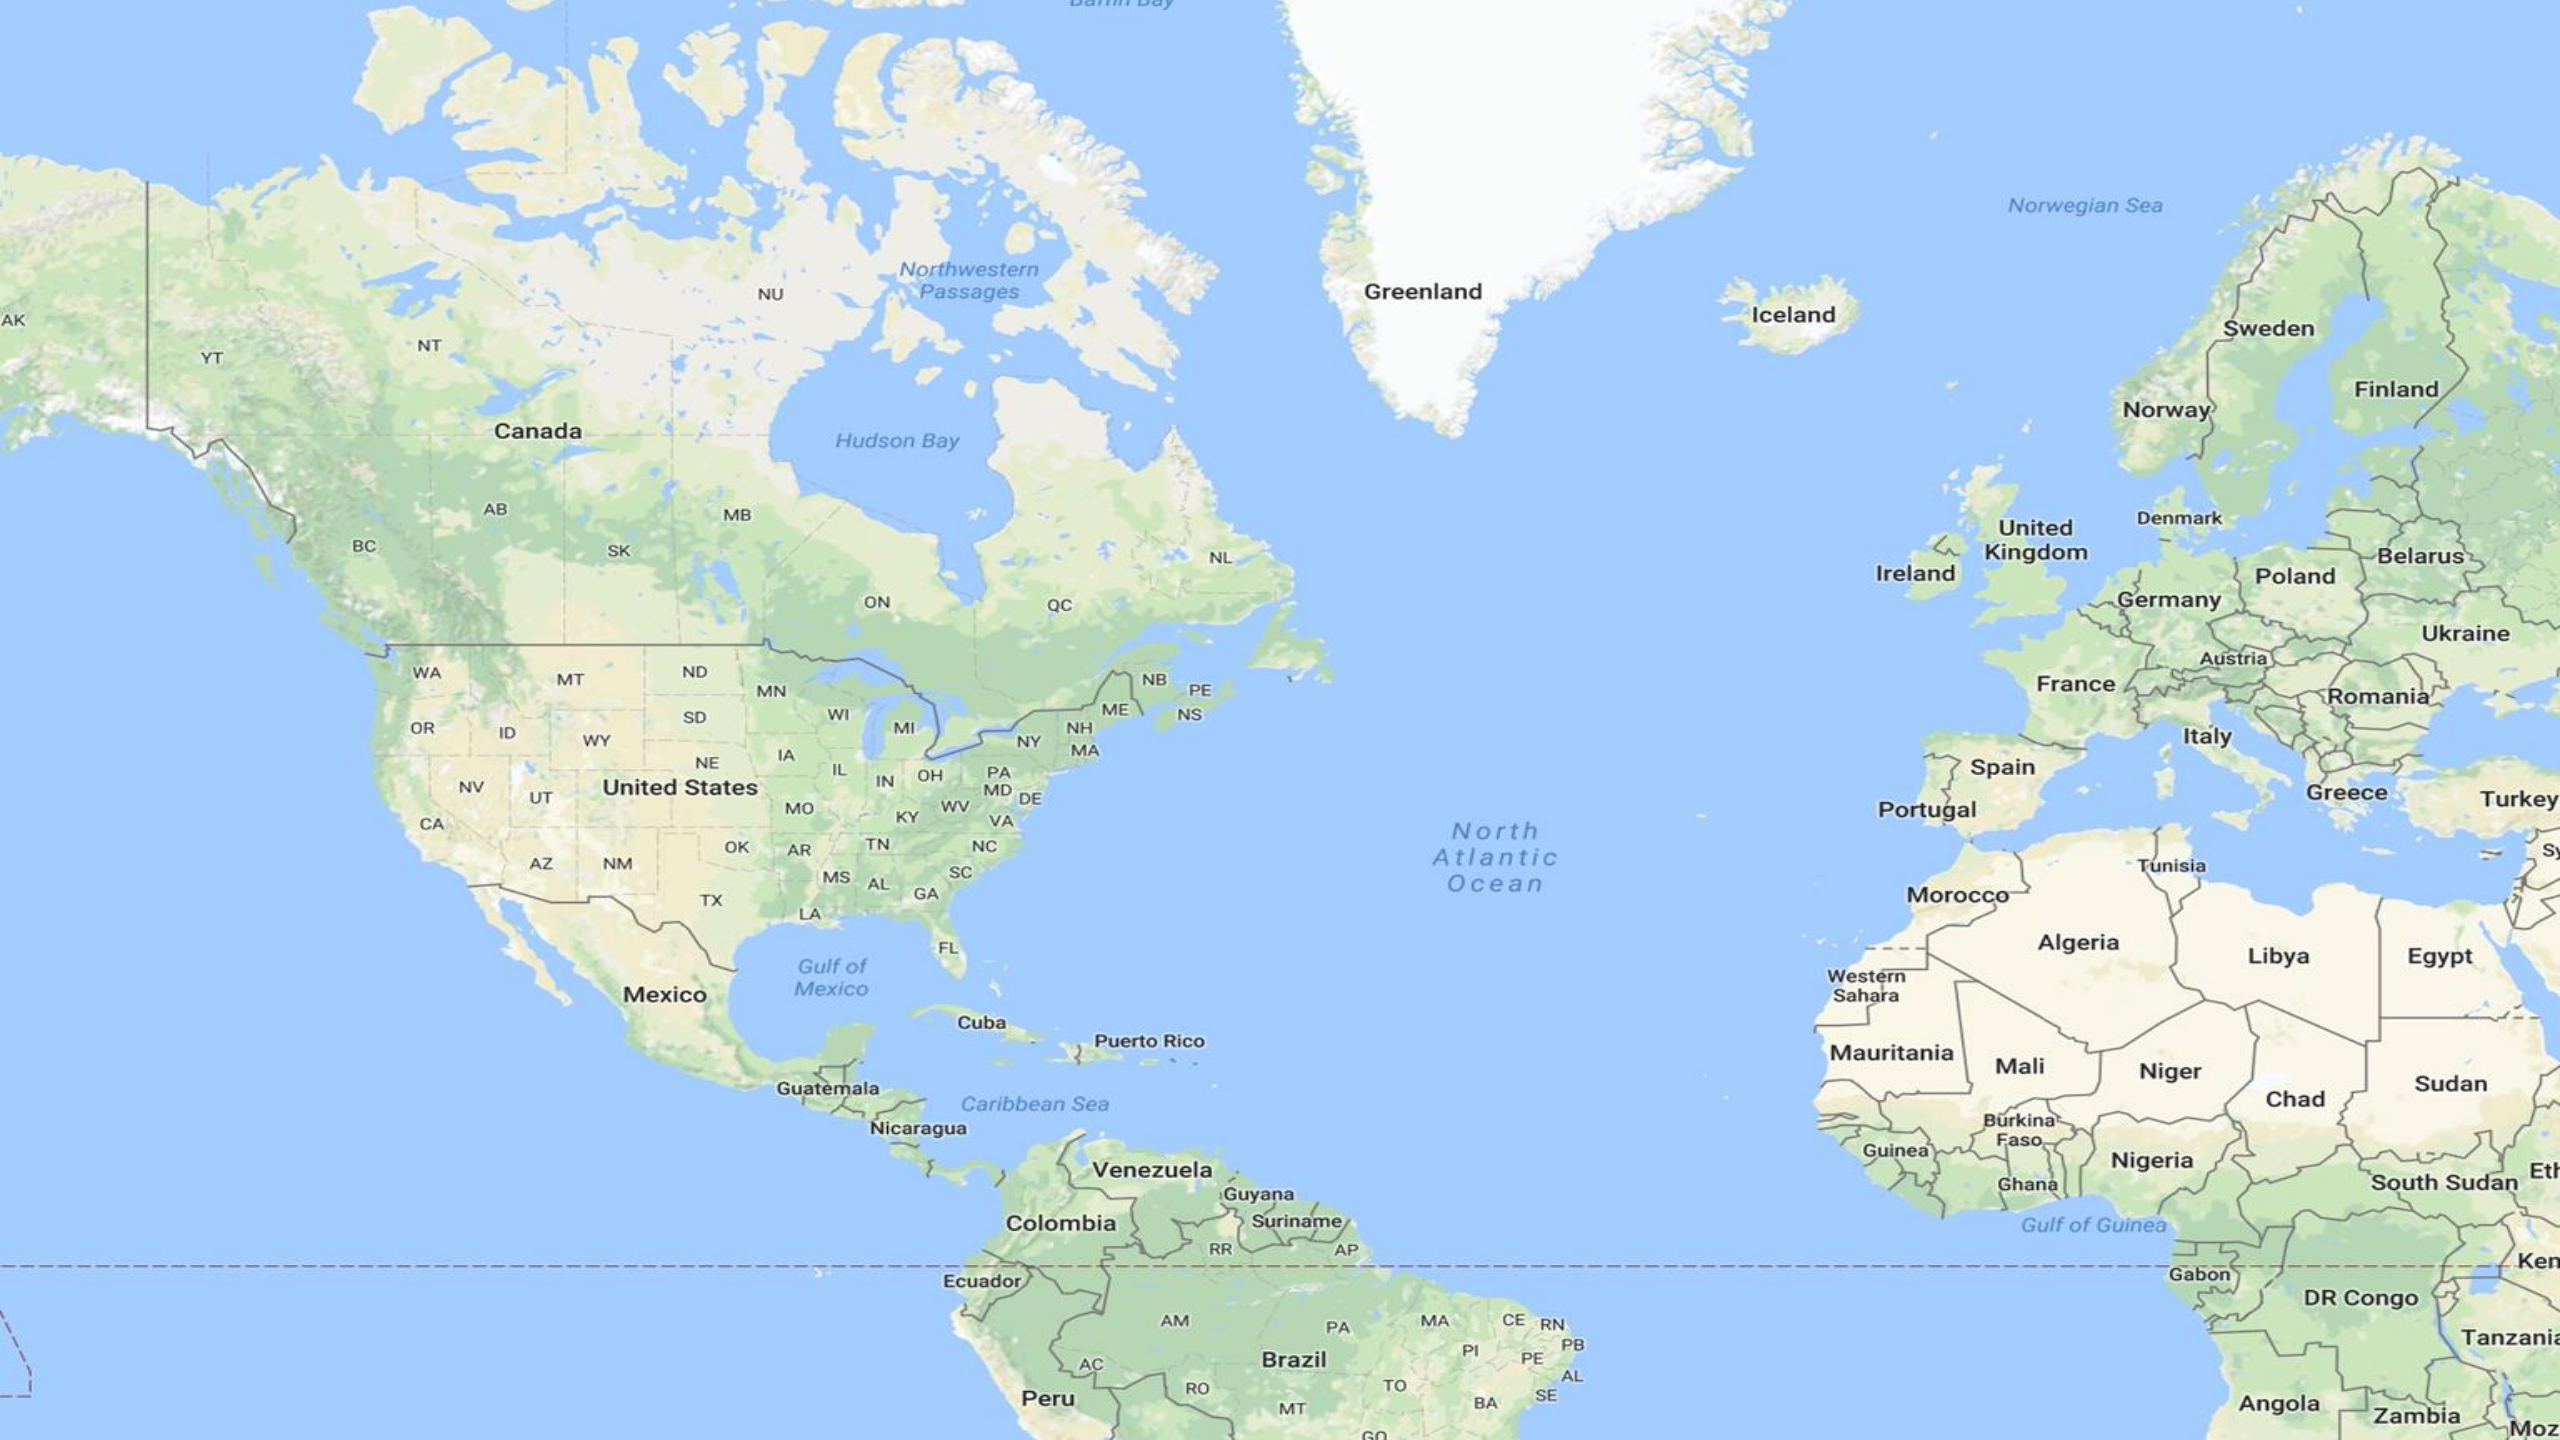 Baffin Bay
Norwegian Sea
Northwestern
Passages
NU
Greenland
Iceland
AK
YT
NT
Sweden
Finland
Norway
Canada
Hudson Bay
AB
MB
BC
SK
NL
ON
QC
Denmark
United
Kingdom
Ireland
Belarus
Poland
Germany
Ukraine
Austria
France
Romania
Italy
Spain
Greece
Portugal
Turkey
WA
MT
ND
MN
NB
PE
OR
ID
WY
SD
WI
MI
ME
NS
NH
NY
MA
NE
IA
IL
IN
OH
PA
MD
DE
NV
UT
United States
MO
KY
WV
VA
CA
OK
AR
TN
NC
AZ
NM
MS
AL
SC
GA
TX
LA
FL
North
Atlantic
Ocean
Gulf of
Mexico
Mexico
Cuba
Puerto Rico
Guatemala
Caribbean Sea
Nicaragua
Tunisia
Sy
Morocco
Algeria
Libya
Egypt
Western
Sahara
Mauritania
Mali
Niger
Chad
Sudan
Burkina
Faso
Guinea
Nigeria
Ghana
South Sudan
Eth
Gulf of Guinea
Venezuela
Guyana
Colombia
Suriname
RR
AP
Ecuador
Gabon
Ken
DR Congo
Tanzania
AM
PA
MA
CE
RN
PB
PI
PE
AL
SE
AC
Brazil
RO
TO
BA
MT
Peru
GO
Angola
Zambia
Moz